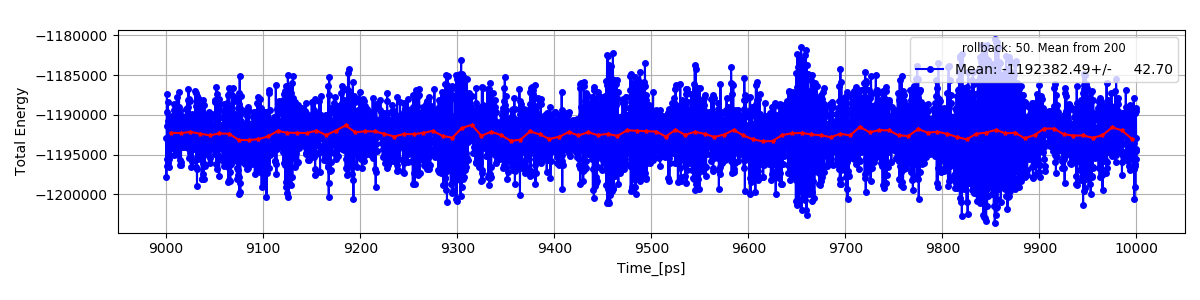 rollback: 50. Mean from 200
Mean: -1192382.49+/- 42.70
Total Energy
−1180000
−1185000
−1190000
−1195000
−1200000
9000 9100 9200 9300 9400 9500 9600 9700 9800 9900 10000
Time_[ps]